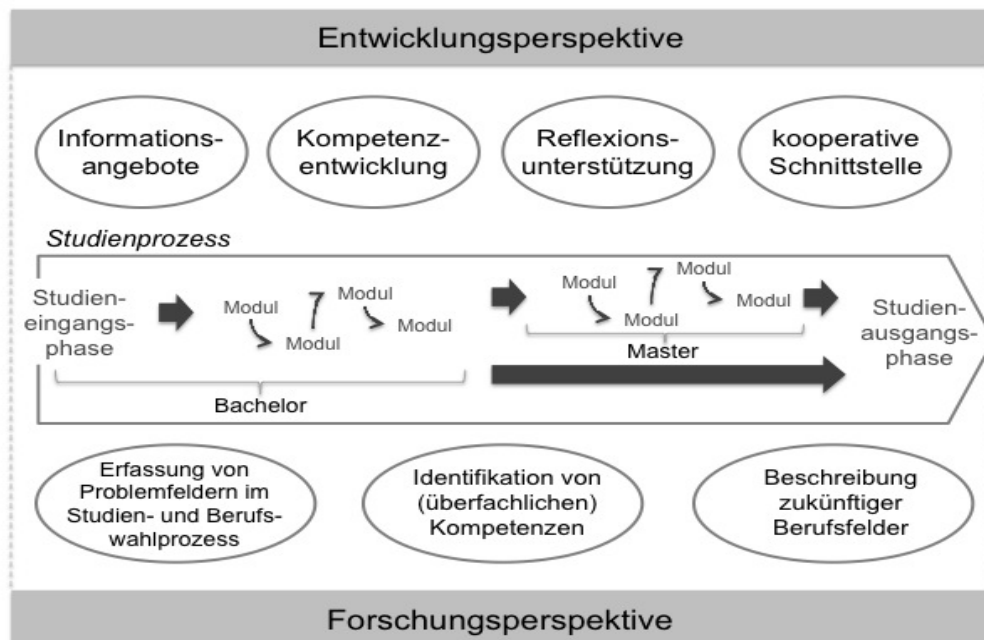 Entwicklungsperspektive
Informations-
angebote
Kompetenz-
entwicklung
Reflexions-
unterstützung
kooperative
Schnittstelle
Studienprozess
Studien-
eingangs-
phase
Modul
Modul
Modul
Modul
Bachelor
Modul
Modul
Modul
Modul
Master
Studien-
ausgangs-
phase
Erfassung von
Problemfeldern im
Studien- und Berufs-
wahlprozess
Identifikation von
(überfachlichen)
Kompetenzen
Beschreibung
zukünftiger
Berufsfelder
Forschungsperspektive